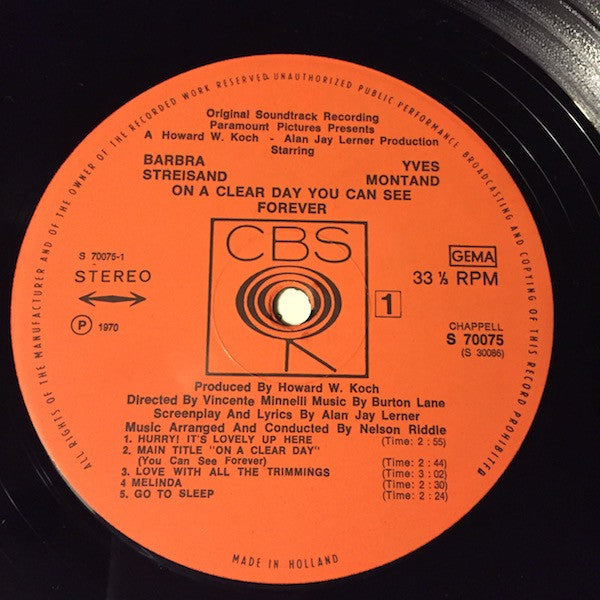 ALL RIGHTS OF THE MANUFACTURER AND OF THE OWNER OF THE RECORDED WORK RESERVED. UNAUTHORIZED PUBLIC PERFORMANCE, BROADCASTING AND COPYING OF THIS RECORD PROHIBITED
Original Soundtrack Recording
Paramount Pictures Presents
A Howard W. Koch - Alan Jay Lerner Production
Starring
BARBRA STREISAND
YVES MONTAND
ON A CLEAR DAY YOU CAN SEE
FOREVER
CBS
S 70075-1
STEREO
P 1970
GEMA
33 ⅓ RPM
1
CHAPPELL
S 70075
(S 30086)
Produced By Howard W. Koch
Directed By Vincente Minnelli Music By Burton Lane
Screenplay And Lyrics By Alan Jay Lerner
Music Arranged And Conducted By Nelson Riddle
1. HURRY! IT'S LOVELY UP HERE (Time: 2 : 55)
2. MAIN TITLE "ON A CLEAR DAY"
(You Can See Forever) (Time: 2 : 44)
3. LOVE WITH ALL THE TRIMMINGS (Time: 3 : 02)
4 MELINDA (Time: 2 : 30)
5. GO TO SLEEP (Time: 2 : 24)
MADE IN HOLLAND